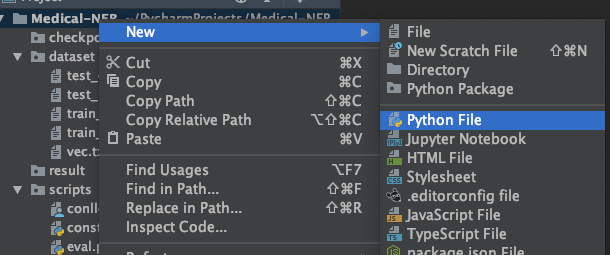 Medical-NER ~/PycharmProjects/Medical-NER
checkpo
dataset
test_
test_
train_
train_
vec.tx
result
scripts
conll
const
eval.p
New
Cut ⌘X
Copy ⌘C
Copy Path ⇧⌘C
Copy Relative Path ⌥⇧⌘C
Paste ⌘V
Find Usages ⌥F7
Find in Path... ⇧⌘F
Replace in Path... ⇧⌘R
Inspect Code...
File
New Scratch File ⇧⌘N
Directory
Python Package
Python File
Jupyter Notebook
HTML File
Stylesheet
.editorconfig file
JavaScript File
TypeScript File
package.json File